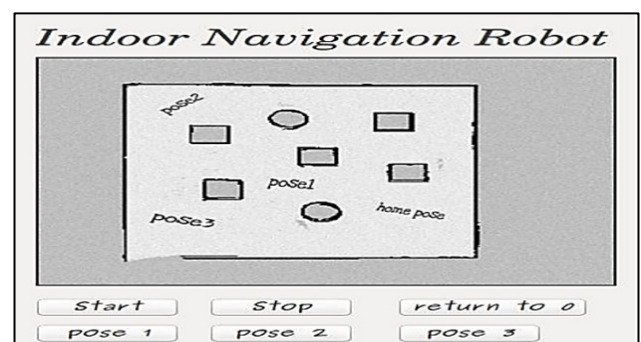 Indoor Navigation Robot
pose2
pose1
pose3
home pose
Start
Stop
return to 0
pose 1
pose 2
pose 3